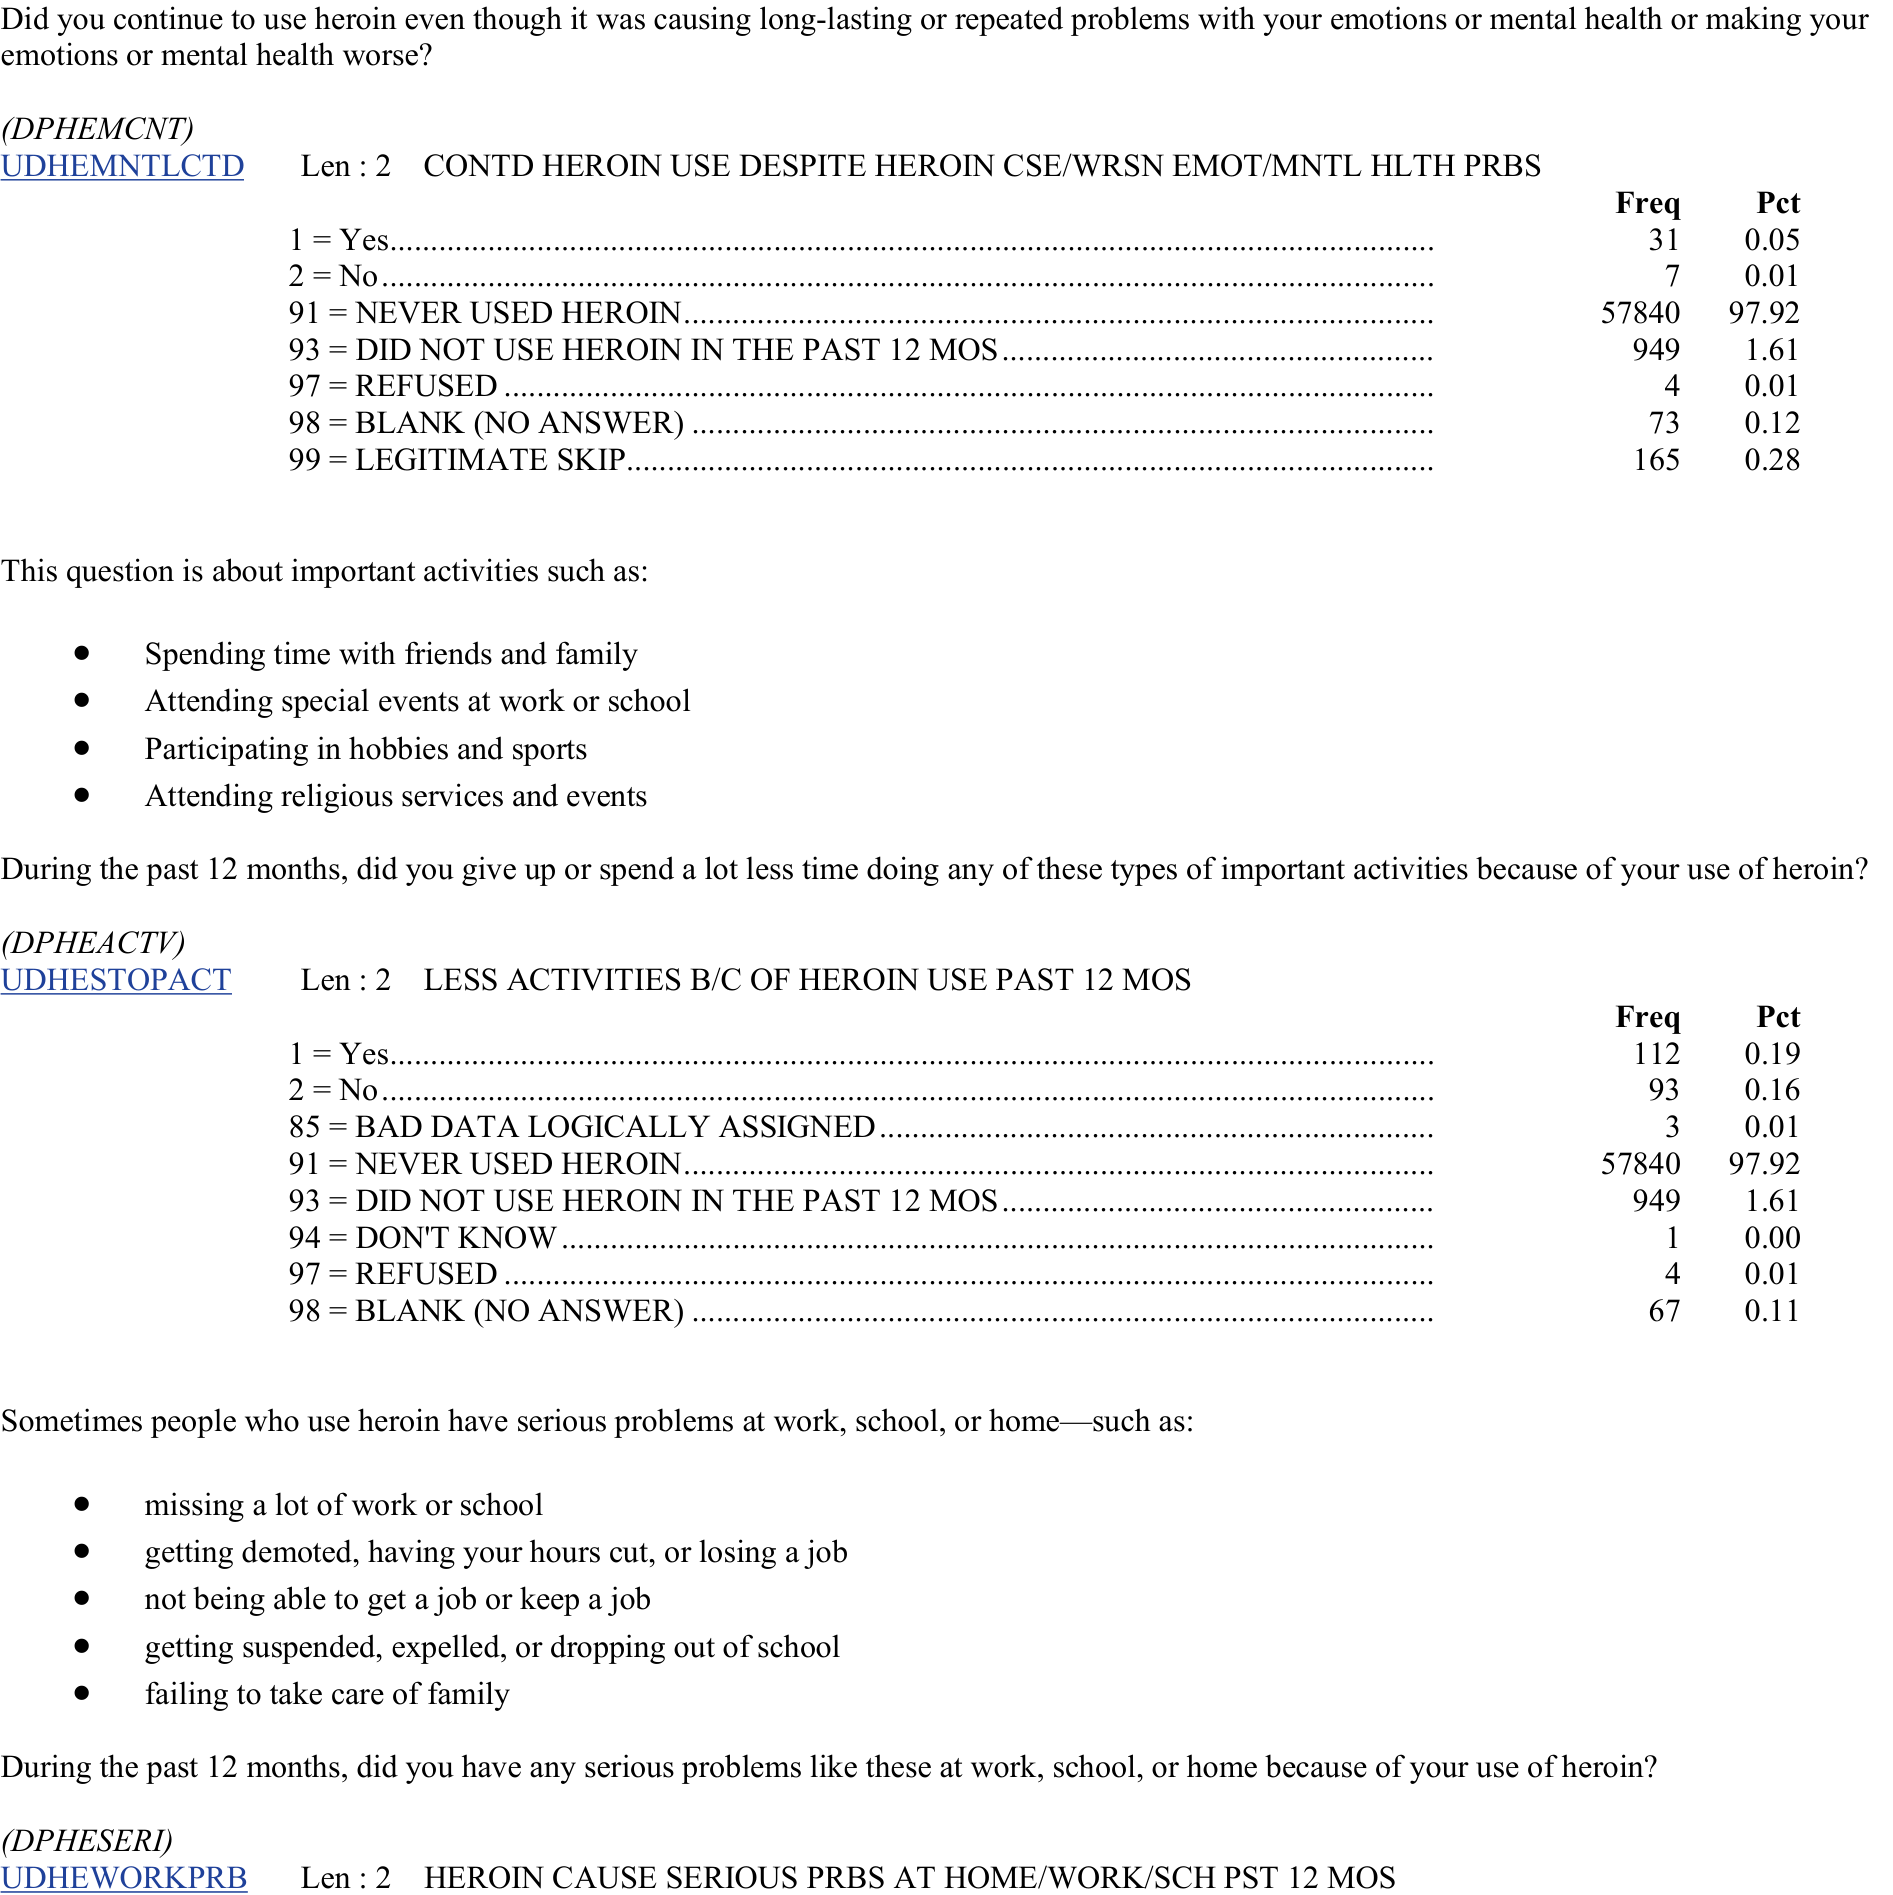 Did you continue to use heroin even though it was causing long-lasting or repeated problems with your emotions or mental health or making your
emotions or mental health worse?
(DPHEMCNT)
UDHEMNTLCTD Len : 2 CONTD HEROIN USE DESPITE HEROIN CSE/WRSN EMOT/MNTL HLTH PRBS
Freq Pct
1 = Yes.......... 31 0.05
2 = No.......... 7 0.01
91 = NEVER USED HEROIN.......... 57840 97.92
93 = DID NOT USE HEROIN IN THE PAST 12 MOS.......... 949 1.61
97 = REFUSED .......... 4 0.01
98 = BLANK (NO ANSWER) .......... 73 0.12
99 = LEGITIMATE SKIP.......... 165 0.28
This question is about important activities such as:
● Spending time with friends and family
● Attending special events at work or school
● Participating in hobbies and sports
● Attending religious services and events
During the past 12 months, did you give up or spend a lot less time doing any of these types of important activities because of your use of heroin?
(DPHEACTV)
UDHESTOPACT Len : 2 LESS ACTIVITIES B/C OF HEROIN USE PAST 12 MOS
Freq Pct
1 = Yes.......... 112 0.19
2 = No.......... 93 0.16
85 = BAD DATA LOGICALLY ASSIGNED.......... 3 0.01
91 = NEVER USED HEROIN.......... 57840 97.92
93 = DID NOT USE HEROIN IN THE PAST 12 MOS.......... 949 1.61
94 = DON'T KNOW .......... 1 0.00
97 = REFUSED .......... 4 0.01
98 = BLANK (NO ANSWER) .......... 67 0.11
Sometimes people who use heroin have serious problems at work, school, or home—such as:
● missing a lot of work or school
● getting demoted, having your hours cut, or losing a job
● not being able to get a job or keep a job
● getting suspended, expelled, or dropping out of school
● failing to take care of family
During the past 12 months, did you have any serious problems like these at work, school, or home because of your use of heroin?
(DPHESERI)
UDHEWORKPRB Len : 2 HEROIN CAUSE SERIOUS PRBS AT HOME/WORK/SCH PST 12 MOS